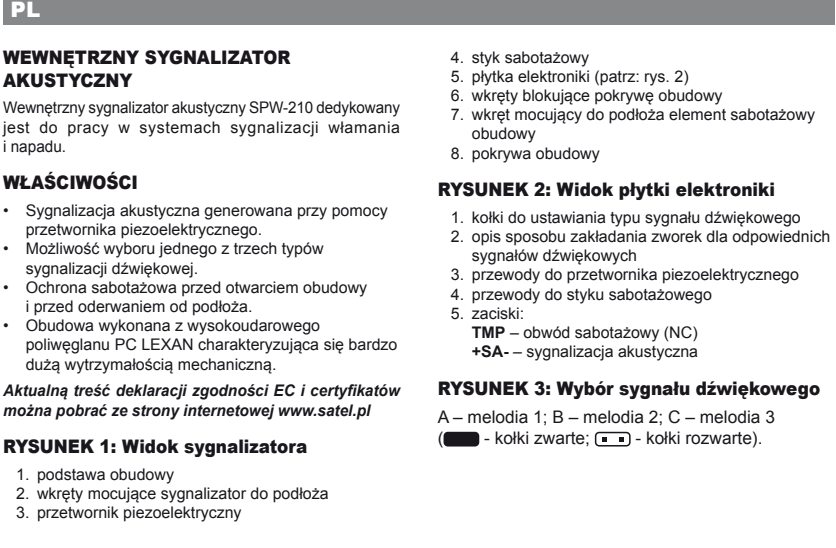 PL
WEWNĘTRZNY SYGNALIZATOR
AKUSTYCZNY
Wewnętrzny sygnalizator akustyczny SPW-210 dedykowany
jest do pracy w systemach sygnalizacji włamania
i napadu.
WŁAŚCIWOŚCI
• Sygnalizacja akustyczna generowana przy pomocy
przetwornika piezoelektrycznego.
• Możliwość wyboru jednego z trzech typów
sygnalizacji dźwiękowej.
• Ochrona sabotażowa przed otwarciem obudowy
i przed oderwaniem od podłoża.
• Obudowa wykonana z wysokoudarowego
poliwęglanu PC LEXAN charakteryzująca się bardzo
dużą wytrzymałością mechaniczną.
Aktualną treść deklaracji zgodności EC i certyfikatów
można pobrać ze strony internetowej www.satel.pl
RYSUNEK 1: Widok sygnalizatora
1. podstawa obudowy
2. wkręty mocujące sygnalizator do podłoża
3. przetwornik piezoelektryczny
4. styk sabotażowy
5. płytka elektroniki (patrz: rys. 2)
6. wkręty blokujące pokrywę obudowy
7. wkręt mocujący do podłoża element sabotażowy
obudowy
8. pokrywa obudowy
RYSUNEK 2: Widok płytki elektroniki
1. kołki do ustawiania typu sygnału dźwiękowego
2. opis sposobu zakładania zworek dla odpowiednich
sygnałów dźwiękowych
3. przewody do przetwornika piezoelektrycznego
4. przewody do styku sabotażowego
5. zaciski:
TMP – obwód sabotażowy (NC)
+SA- – sygnalizacja akustyczna
RYSUNEK 3: Wybór sygnału dźwiękowego
A – melodia 1; B – melodia 2; C – melodia 3
( - kołki zwarte; - kołki rozwarte).